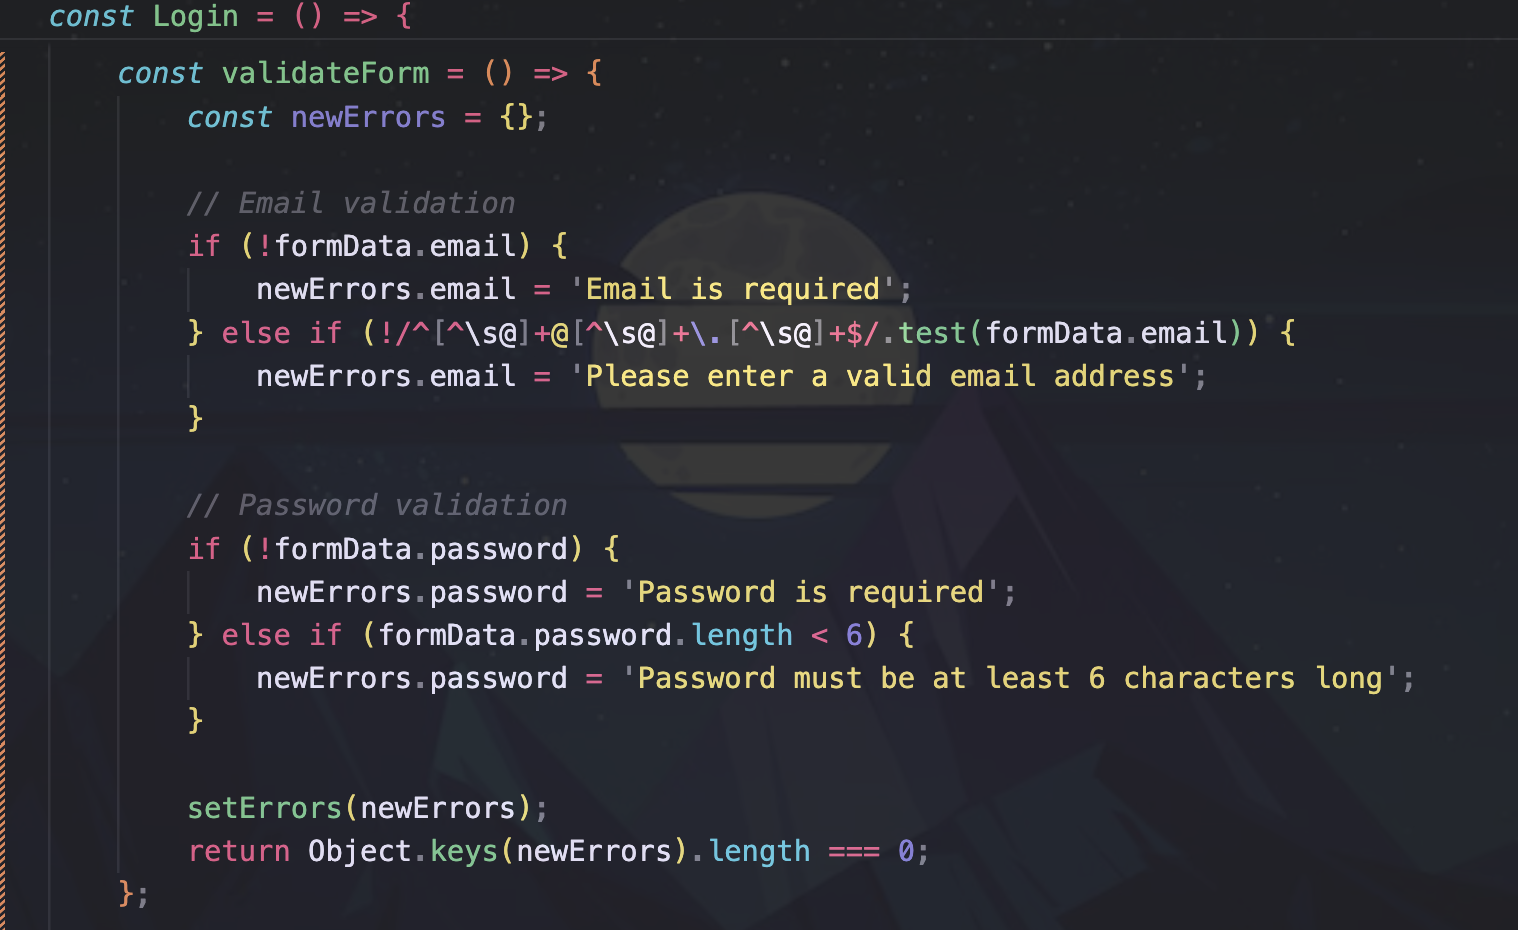 const Login = () => {
const validateForm = () => {
const newErrors = {};
// Email validation
if (!formData.email) {
newErrors.email = 'Email is required';
} else if (!/^[^\s@]+@[^\s@]+\.[^\s@]+$/.test(formData.email)) {
newErrors.email = 'Please enter a valid email address';
}
// Password validation
if (!formData.password) {
newErrors.password = 'Password is required';
} else if (formData.password.length < 6) {
newErrors.password = 'Password must be at least 6 characters long';
}
setErrors(newErrors);
return Object.keys(newErrors).length === 0;
};